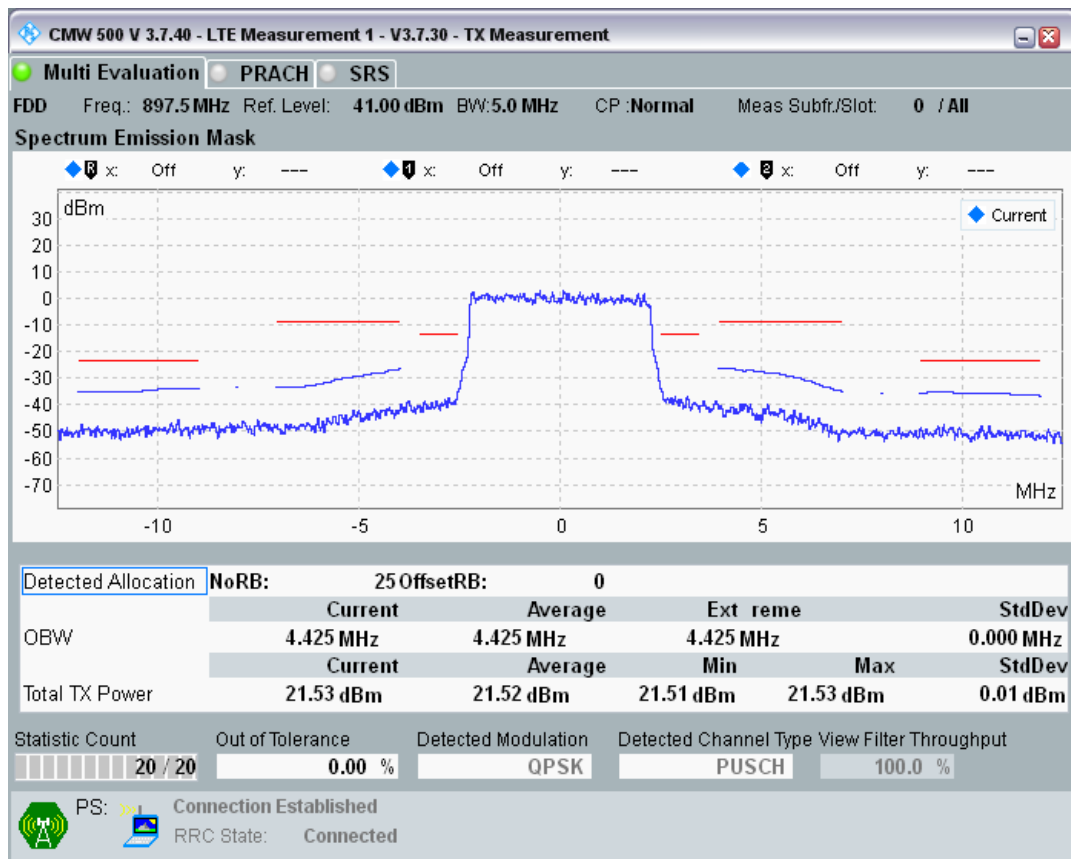 CMW 500 V 3.7.40 - LTE Measurement 1 - V3.7.30 - TX Measurement
Multi Evaluation PRACH SRS
FDD Freq.: 897.5 MHz Ref. Level: 41.00 dBm BW:5.0 MHz CP :Normal Meas Subfr./Slot: 0 / All
Spectrum Emission Mask
R x: Off y: --- 1 x: Off y: --- 2 x: Off y: ---
dBm
Current
30
20
10
0
-10
-20
-30
-40
-50
-60
-70
MHz
-10 -5 0 5 10
Detected Allocation NoRB: 25 OffsetRB: 0
Current Average Ext reme StdDev
OBW 4.425 MHz 4.425 MHz 4.425 MHz 0.000 MHz
Current Average Min Max StdDev
Total TX Power 21.53 dBm 21.52 dBm 21.51 dBm 21.53 dBm 0.01 dBm
Statistic Count Out of Tolerance Detected Modulation Detected Channel Type View Filter Throughput
20 / 20 0.00 % QPSK PUSCH 100.0 %
PS: Connection Established
RRC State: Connected